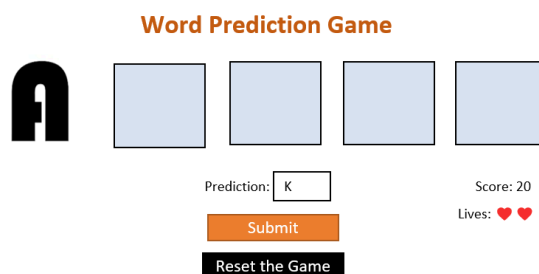 Word Prediction Game
A
Prediction: K
Score: 20
Lives:
Submit
Reset the Game